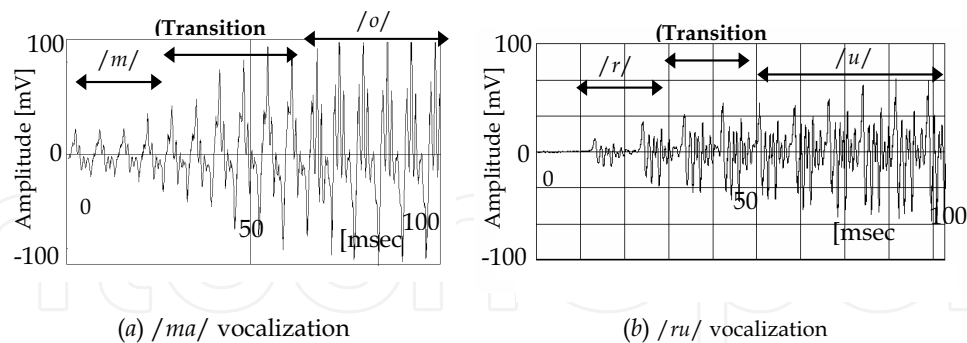 (Transition
/m/
/o/
100
0
-100
Amplitude [mV]
0
50
100
[msec
(a) /ma/ vocalization
(Transition
/r/
/u/
100
0
-100
Amplitude [mV]
0
50
100
[msec
(b) /ru/ vocalization